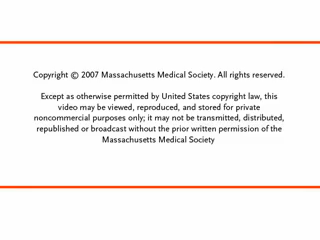 Copyright © 2007 Massachusetts Medical Society. All rights reserved.
Except as otherwise permitted by United States copyright law, this
video may be viewed, reproduced, and stored for private
noncommercial purposes only; it may not be transmitted, distributed,
republished or broadcast without the prior written permission of the
Massachusetts Medical Society